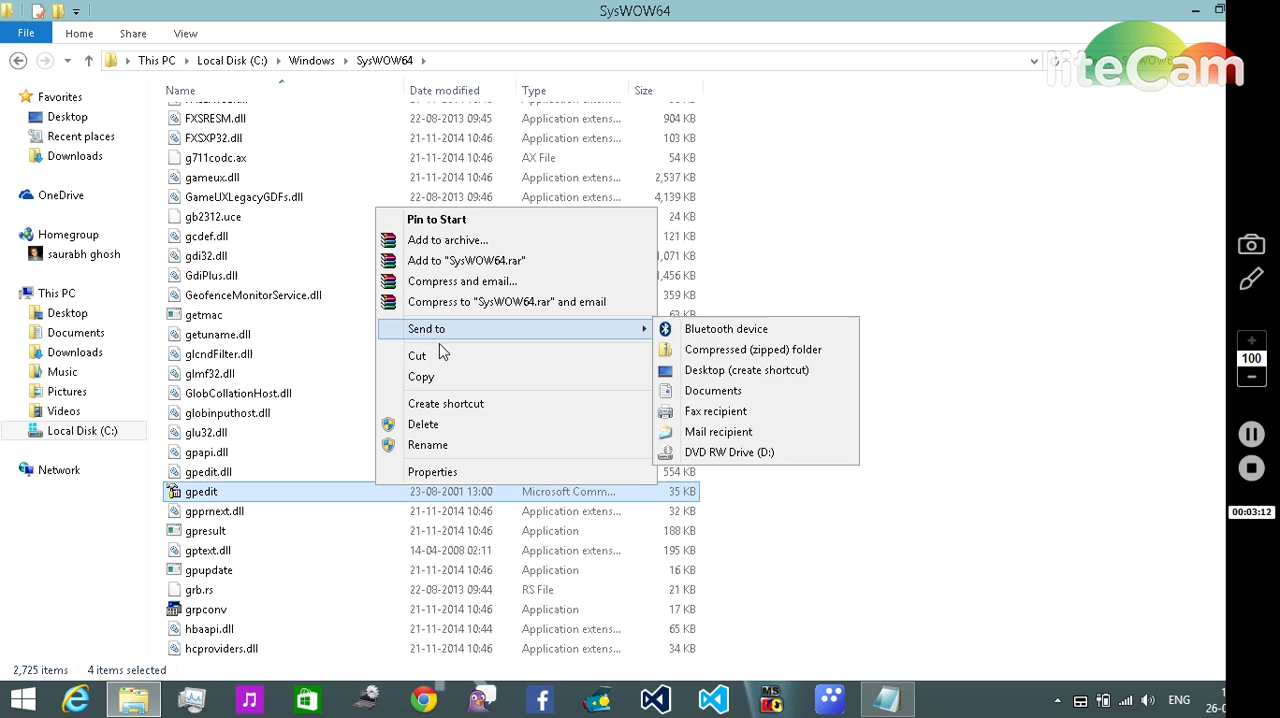 SysWOW64
File Home Share View
This PC Local Disk (C:) Windows SysWOW64
liteCam
Name Date modified Type Size
Favorites
Desktop
Recent places
Downloads
OneDrive
Homegroup
saurabh ghosh
This PC
Desktop
Documents
Downloads
Music
Pictures
Videos
Local Disk (C:)
Network
FXSRESM.dll 22-08-2013 09:45 Application extens... 904 KB
FXSXP32.dll 21-11-2014 10:46 Application extens... 103 KB
g711codc.ax 21-11-2014 10:46 AX File 54 KB
gameux.dll 21-11-2014 10:46 Application extens... 2,537 KB
GameUXLegacyGDFs.dll 22-08-2013 09:45 Application extens... 4,139 KB
gb2312.uce 24 KB
gcdef.dll 121 KB
gdi32.dll 1,071 KB
GdiPlus.dll 1,456 KB
GeofenceMonitorService.dll 359 KB
getmac 63 KB
getuname.dll
glcndFilter.dll
glmf32.dll
GlobCollationHost.dll
globinputhost.dll
glu32.dll
gpapi.dll
gpedit.dll 554 KB
gpedit 23-08-2001 13:00 Microsoft Comm... 35 KB
gpprnext.dll 21-11-2014 10:46 Application extens... 32 KB
gpresult 21-11-2014 10:46 Application 188 KB
gptext.dll 14-04-2008 02:11 Application extens... 195 KB
gpupdate 21-11-2014 10:46 Application 16 KB
grb.rs 22-08-2013 09:44 RS File 21 KB
grpconv 21-11-2014 10:46 Application 17 KB
hbaapi.dll 21-11-2014 10:44 Application extens... 65 KB
hcproviders.dll 21-11-2014 10:46 Application extens... 34 KB
Pin to Start
Add to archive...
Add to "SysWOW64.rar"
Compress and email...
Compress to "SysWOW64.rar" and email
Send to
Cut
Copy
Create shortcut
Delete
Rename
Properties
Bluetooth device
Compressed (zipped) folder
Desktop (create shortcut)
Documents
Fax recipient
Mail recipient
DVD RW Drive (D:)
100
00:03:12
2,725 items 4 items selected
MS
ENG